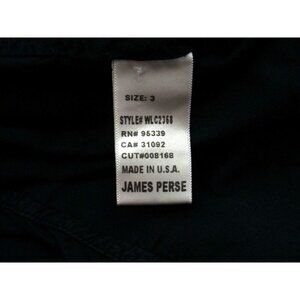 SIZE: 3
STYLE# WLC2368
RN# 95339
CA# 31092
CUT#008168
MADE IN U.S.A.
JAMES PERSE